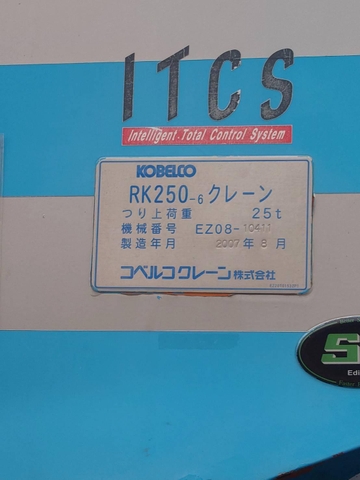 ITCS
Intelligent Total Control System
KOBELCO
RK250-6 クレーン
つり上荷重 25t
機械番号 EZ08-10411
製造年月 2007年8月
コベルコクレーン株式会社